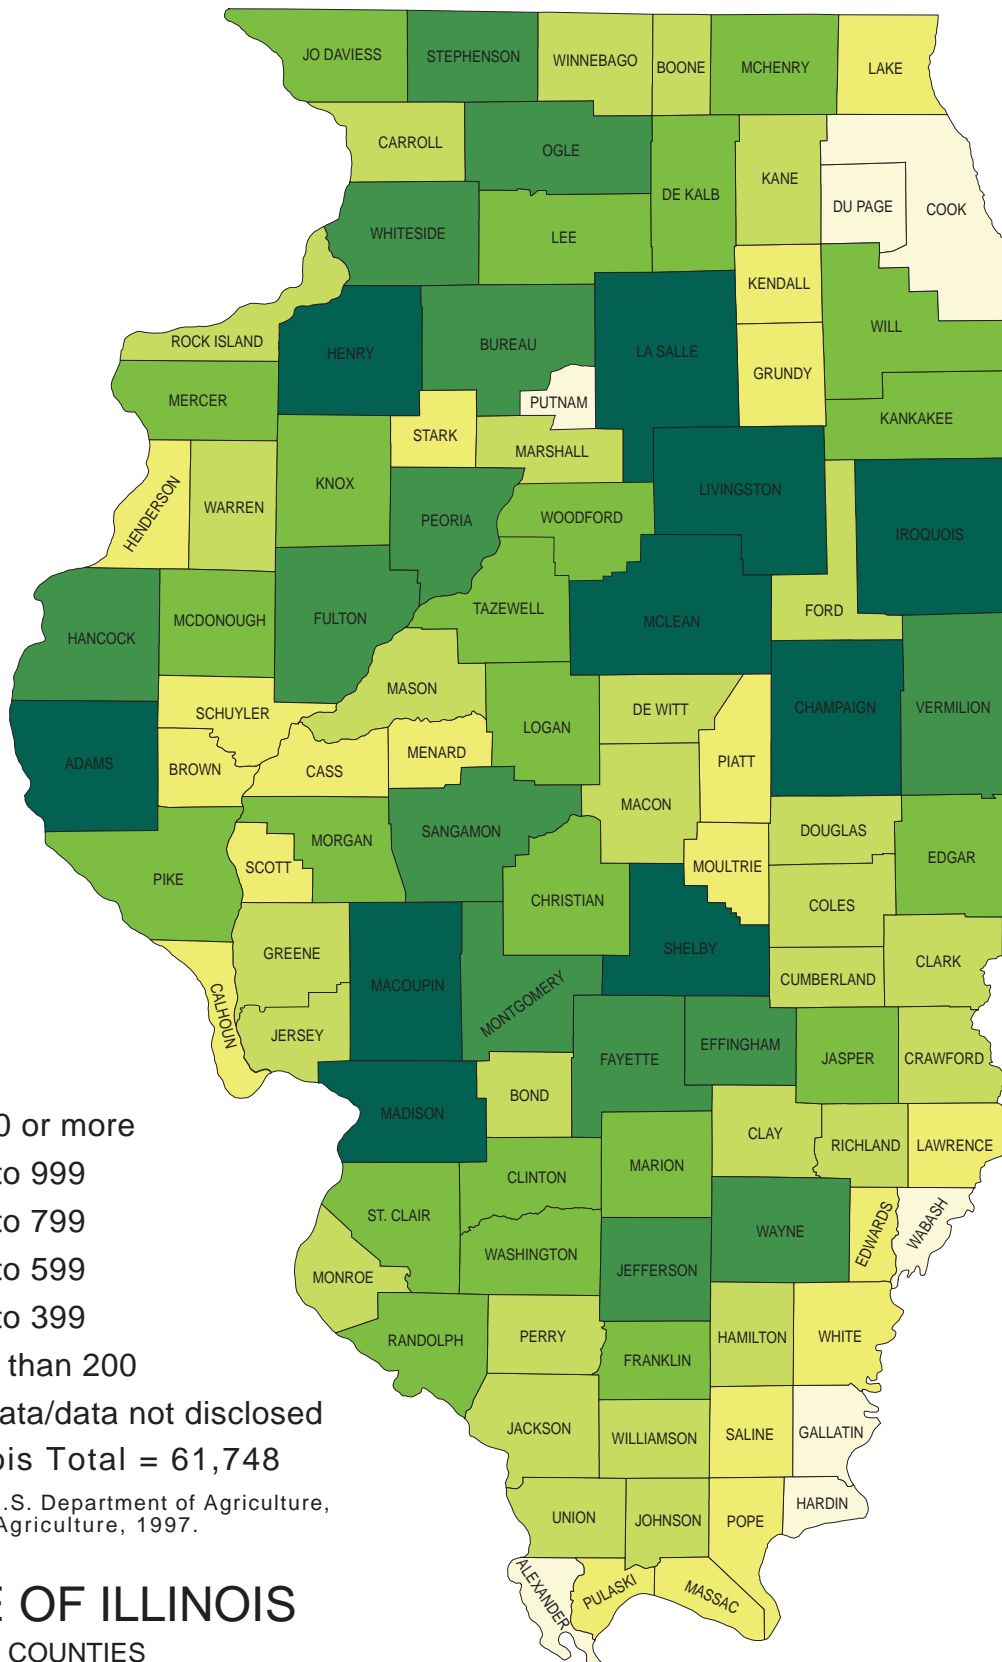 JO DAVIESS
STEPHENSON
WINNEBAGO
BOONE
MCHENRY
LAKE
CARROLL
OGLE
DE KALB
KANE
DU PAGE
COOK
WHITESIDE
LEE
KENDALL
ROCK ISLAND
HENRY
BUREAU
LA SALLE
WILL
GRUNDY
MERCER
PUTNAM
KANKAKEE
STARK
MARSHALL
HENDERSON
WARREN
KNOX
PEORIA
WOODFORD
LIVINGSTON
IROQUOIS
HANCOCK
MCDONOUGH
FULTON
TAZEWELL
MCLEAN
FORD
SCHUYLER
MASON
LOGAN
DE WITT
CHAMPAIGN
VERMILION
ADAMS
BROWN
CASS
MENARD
PIATT
MACON
PIKE
SCOTT
MORGAN
SANGAMON
CHRISTIAN
MOULTRIE
DOUGLAS
EDGAR
COLES
GREENE
MACOUPIN
MONTGOMERY
SHELBY
CUMBERLAND
CLARK
CALHOUN
JERSEY
FAYETTE
EFFINGHAM
JASPER
CRAWFORD
BOND
MADISON
CLAY
RICHLAND
LAWRENCE
CLINTON
MARION
ST. CLAIR
WASHINGTON
WAYNE
EDWARDS
WABASH
MONROE
JEFFERSON
RANDOLPH
PERRY
FRANKLIN
HAMILTON
WHITE
JACKSON
WILLIAMSON
SALINE
GALLATIN
UNION
JOHNSON
POPE
HARDIN
ALEXANDER
PULASKI
MASSAC
0 or more
to 999
to 799
to 599
to 399
than 200
ata/data not disclosed
ois Total = 61,748
.S. Department of Agriculture,
Agriculture, 1997.
E OF ILLINOIS
COUNTIES